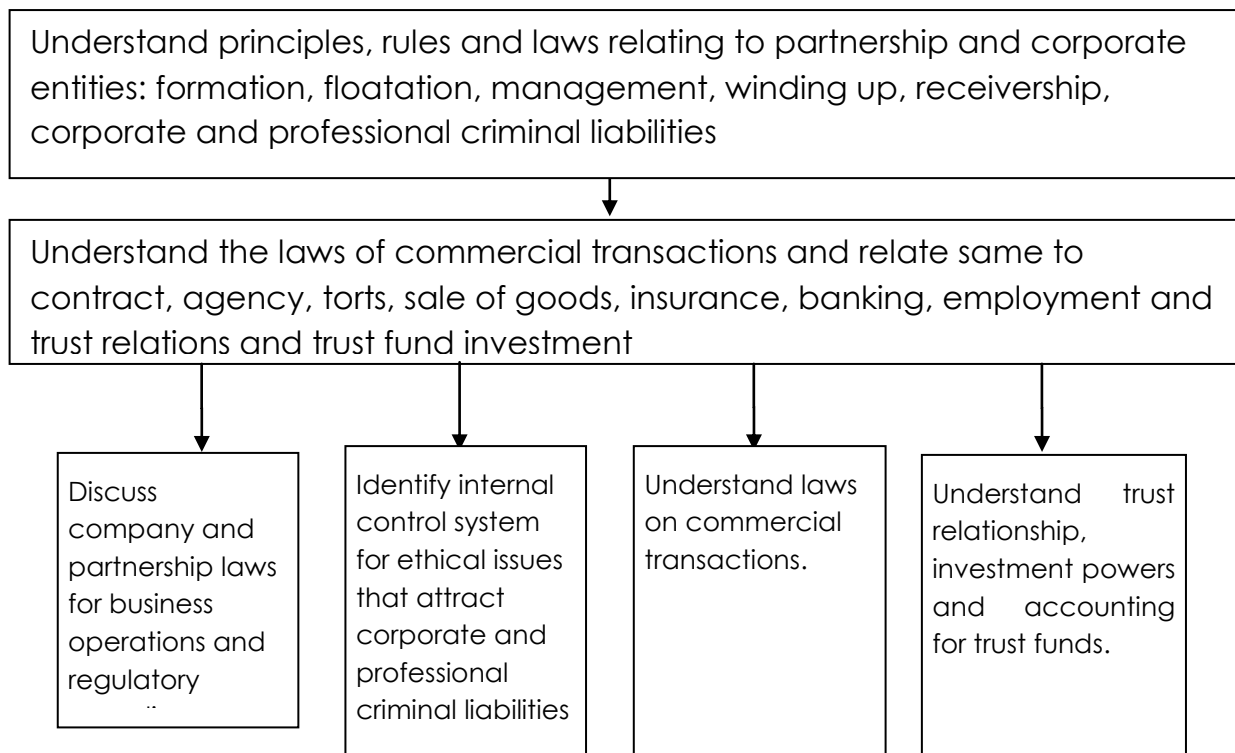 Understand principles, rules and laws relating to partnership and corporate
entities: formation, floatation, management, winding up, receivership,
corporate and professional criminal liabilities
Understand the laws of commercial transactions and relate same to
contract, agency, torts, sale of goods, insurance, banking, employment and
trust relations and trust fund investment
Discuss
company and
partnership laws
for business
operations and
regulatory
Identify internal
control system
for ethical issues
that attract
corporate and
professional
criminal liabilities
Understand laws
on commercial
transactions.
Understand trust
relationship,
investment powers
and accounting
for trust funds.